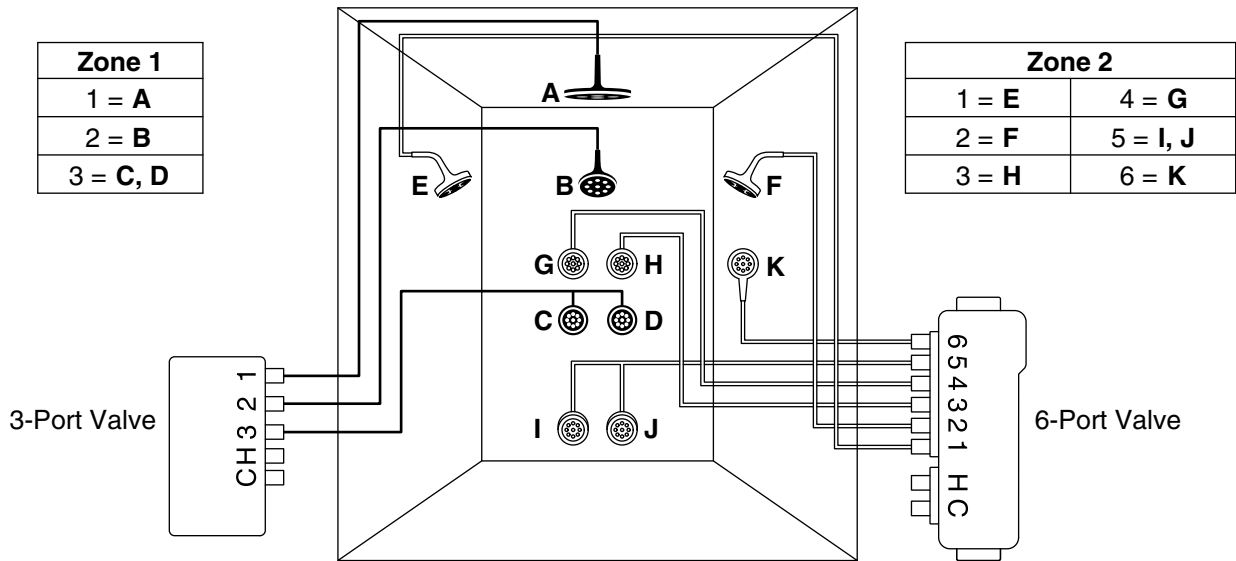 Zone 1
1 = A
2 = B
3 = C, D
Zone 2
1 = E 4 = G
2 = F 5 = I, J
3 = H 6 = K
A
E
B
F
G
H
K
C
D
I
J
3-Port Valve
1
2
3
H
C
6-Port Valve
6
5
4
3
2
1
H
C